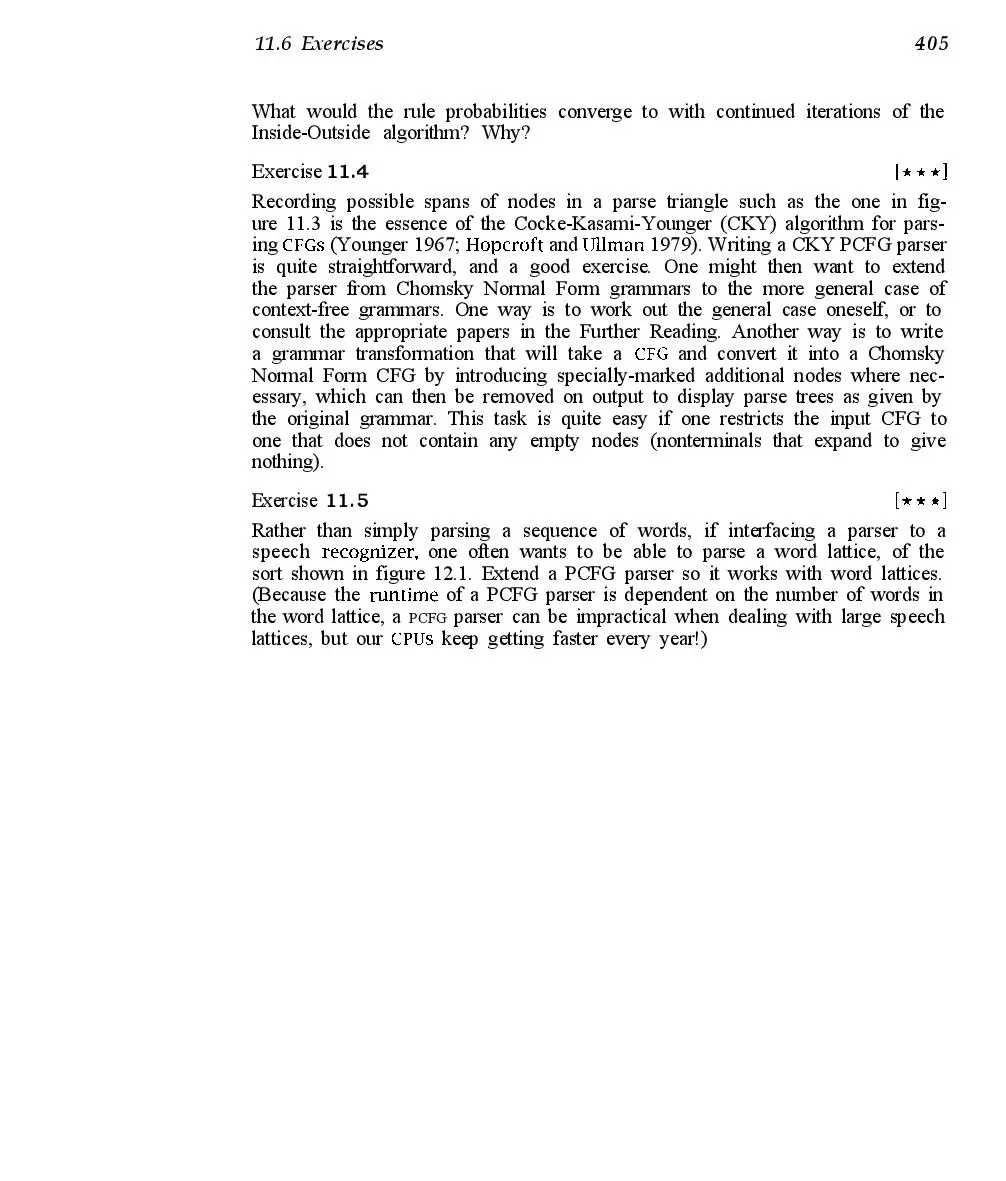 11.6 Exercises 405
What would the rule probabilities converge to with continued iterations of the
Inside-Outside algorithm? Why?
Exercise 11.4 [★ ★ ★]
Recording possible spans of nodes in a parse triangle such as the one in fig-
ure 11.3 is the essence of the Cocke-Kasami-Younger (CKY) algorithm for pars-
ing CFGs (Younger 1967; Hopcroft and Ullman 1979). Writing a CKY PCFG parser
is quite straightforward, and a good exercise. One might then want to extend
the parser from Chomsky Normal Form grammars to the more general case of
context-free grammars. One way is to work out the general case oneself, or to
consult the appropriate papers in the Further Reading. Another way is to write
a grammar transformation that will take a CFG and convert it into a Chomsky
Normal Form CFG by introducing specially-marked additional nodes where nec-
essary, which can then be removed on output to display parse trees as given by
the original grammar. This task is quite easy if one restricts the input CFG to
one that does not contain any empty nodes (nonterminals that expand to give
nothing).
Exercise 11.5 [★ ★ ★]
Rather than simply parsing a sequence of words, if interfacing a parser to a
speech recognizer, one often wants to be able to parse a word lattice, of the
sort shown in figure 12.1. Extend a PCFG parser so it works with word lattices.
(Because the runtime of a PCFG parser is dependent on the number of words in
the word lattice, a PCFG parser can be impractical when dealing with large speech
lattices, but our CPUs keep getting faster every year!)